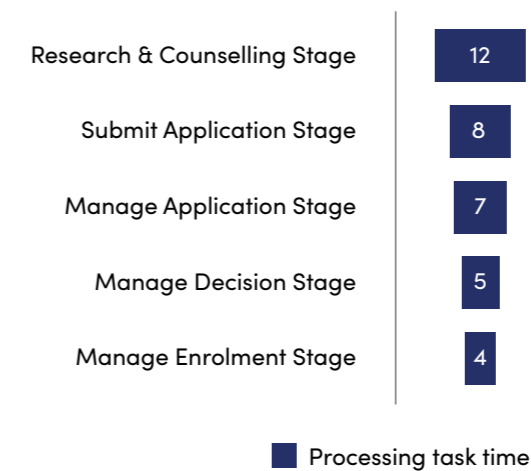 Research & Counselling Stage 12
Submit Application Stage 8
Manage Application Stage 7
Manage Decision Stage 5
Manage Enrolment Stage 4
Processing task time